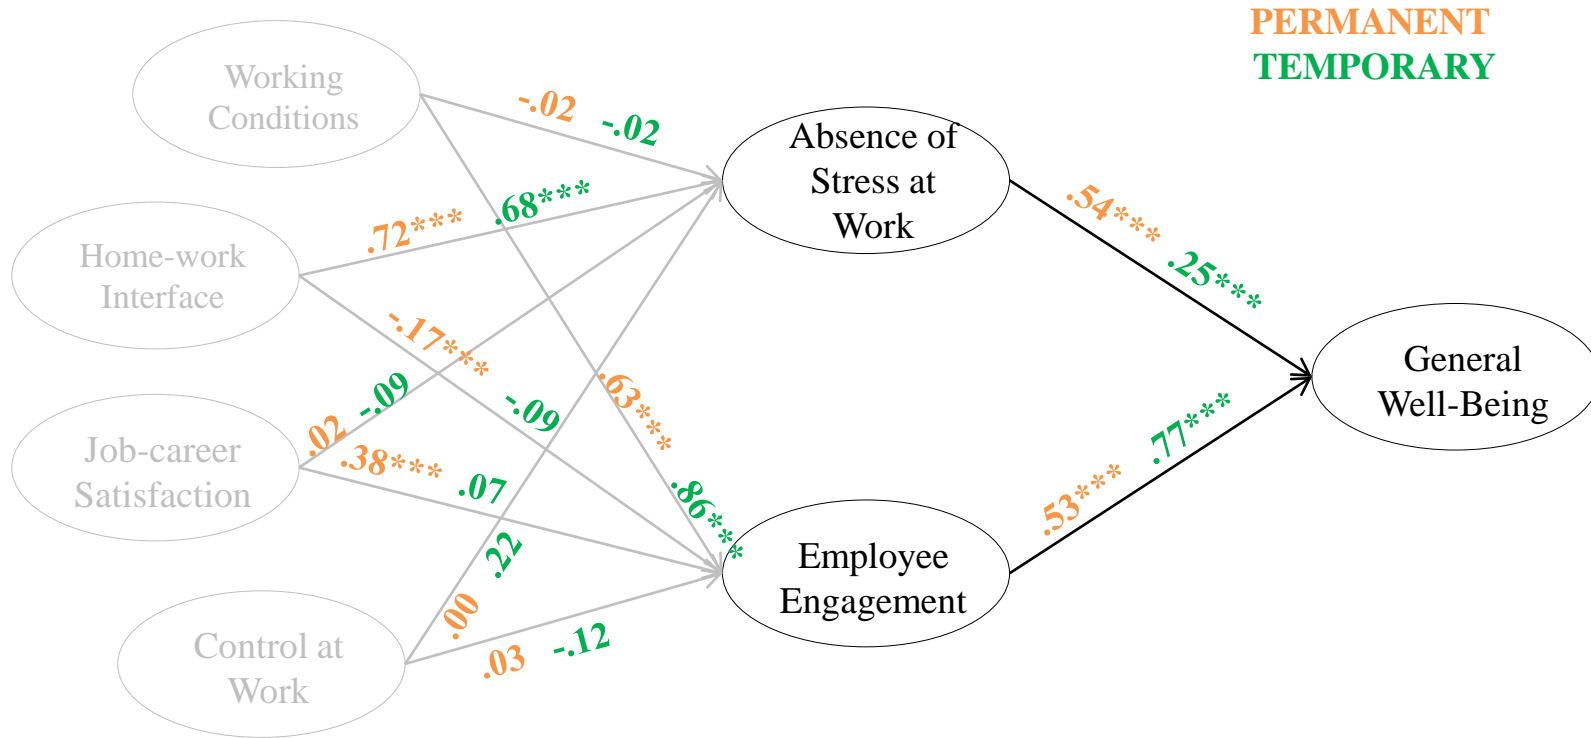 PERMANENT
TEMPORARY
Working
Conditions
-.02
-.02
Absence of
Stress at
Work
.72***
.68***
.54***
.25***
Home-work
Interface
-.17***
-.09
.63***
General
Well-Being
.02
-.09
Job-career
Satisfaction
.38***
.07
.86***
.53***
.77***
Employee
Engagement
.00
.22
Control at
Work
.03
-.12